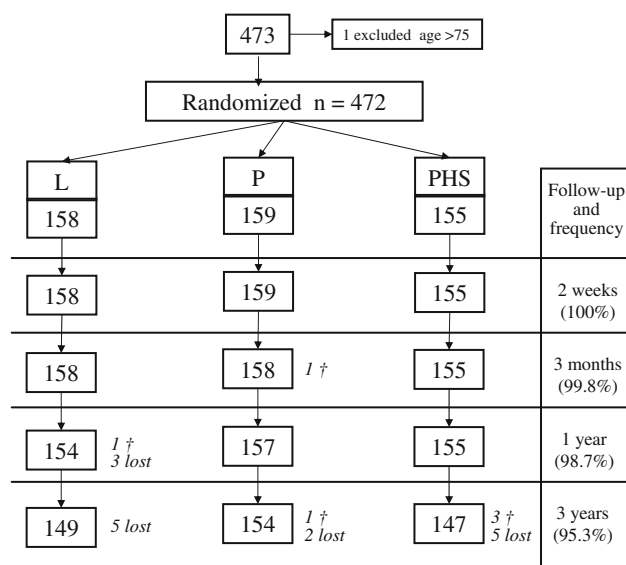 473
1 excluded age >75
Randomized n = 472
L
P
PHS
Follow-up
and
frequency
158
159
155
158
159
155
2 weeks
(100%)
158
158
1 †
155
3 months
(99.8%)
154
1 †
3 lost
157
155
1 year
(98.7%)
149
5 lost
154
1 †
2 lost
147
3 †
5 lost
3 years
(95.3%)